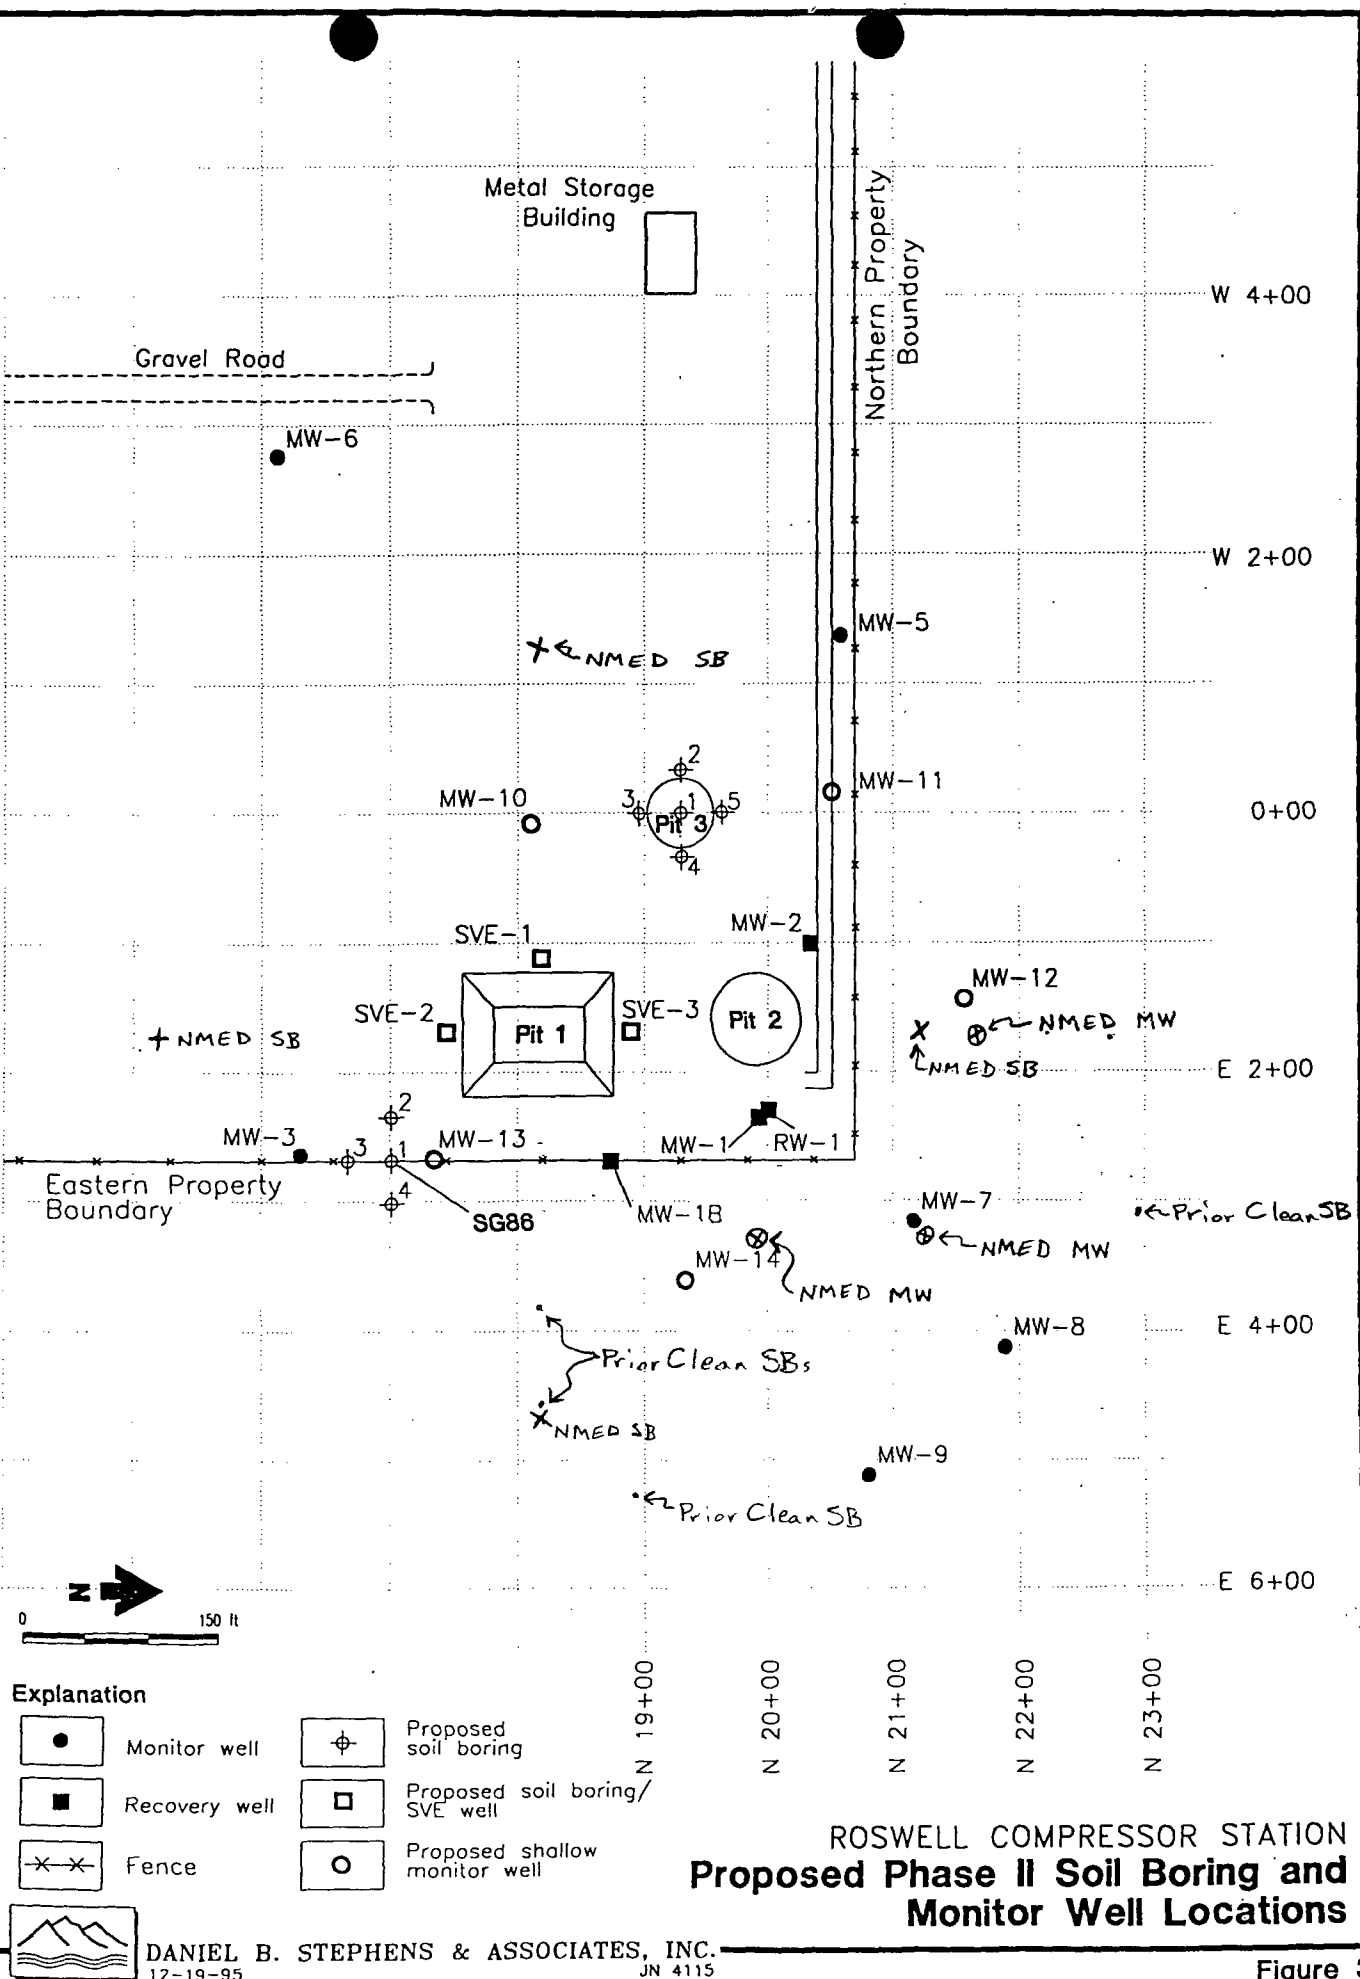 Metal Storage
Building
Northern Property
Boundary
W 4+00
Gravel Road
MW-6
W 2+00
MW-5
NMED SB
2
MW-10
3
1
5
Pit 3
4
MW-11
0+00
MW-2
SVE-1
MW-12
SVE-2
Pit 1
SVE-3
Pit 2
NMED MW
NMED SB
NMED SB
E 2+00
2
MW-3
3
1
MW-13
MW-1
RW-1
Eastern Property
Boundary
4
SG86
MW-1B
MW-7
Prior Clean SB
NMED MW
MW-14
NMED MW
MW-8
E 4+00
Prior Clean SBs
NMED SB
MW-9
Prior Clean SB
N
E 6+00
0
150 ft
N 19+00
N 20+00
N 21+00
N 22+00
N 23+00
Explanation
Monitor well
Proposed
soil boring
Recovery well
Proposed soil boring/
SVE well
Fence
Proposed shallow
monitor well
ROSWELL COMPRESSOR STATION
Proposed Phase II Soil Boring and
Monitor Well Locations
DANIEL B. STEPHENS & ASSOCIATES, INC.
12-19-95
JN 4115
Figure